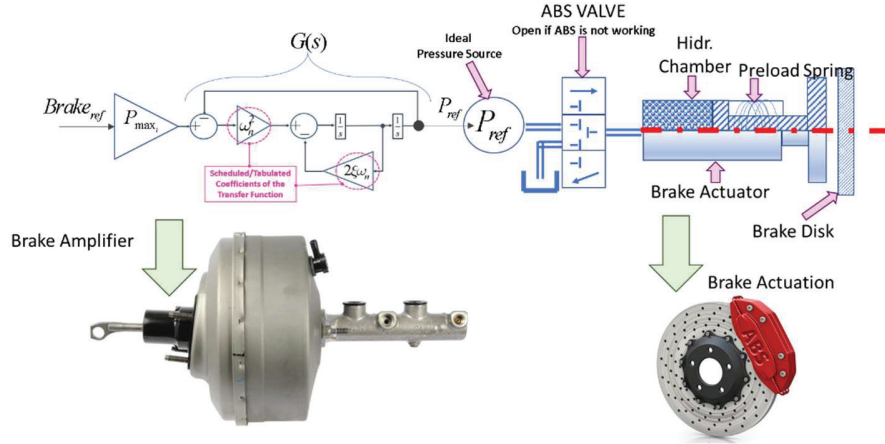 ABS VALVE
Open if ABS is not working
Ideal
Pressure Source
G(s)
Hidr.
Chamber
Preload Spring
Brake_ref
P_max_i
+
−
ω_n^2
+
−
1/s
1/s
P_ref
P_ref
2ξω_n
Scheduled/Tabulated
Coefficients of the
Transfer Function
Brake Actuator
Brake Disk
Brake Amplifier
Brake Actuation
ABS